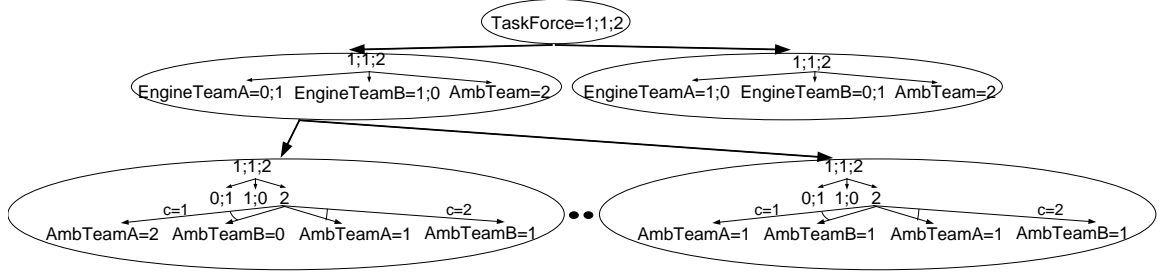 TaskForce=1;1;2
1;1;2
EngineTeamA=0;1 EngineTeamB=1;0 AmbTeam=2
1;1;2
EngineTeamA=1;0 EngineTeamB=0;1 AmbTeam=2
1;1;2
0;1 1;0 2
c=1 c=2
AmbTeamA=2 AmbTeamB=0 AmbTeamA=1 AmbTeamB=1
1;1;2
0;1 1;0 2
c=1 c=2
AmbTeamA=1 AmbTeamB=1 AmbTeamA=1 AmbTeamB=1